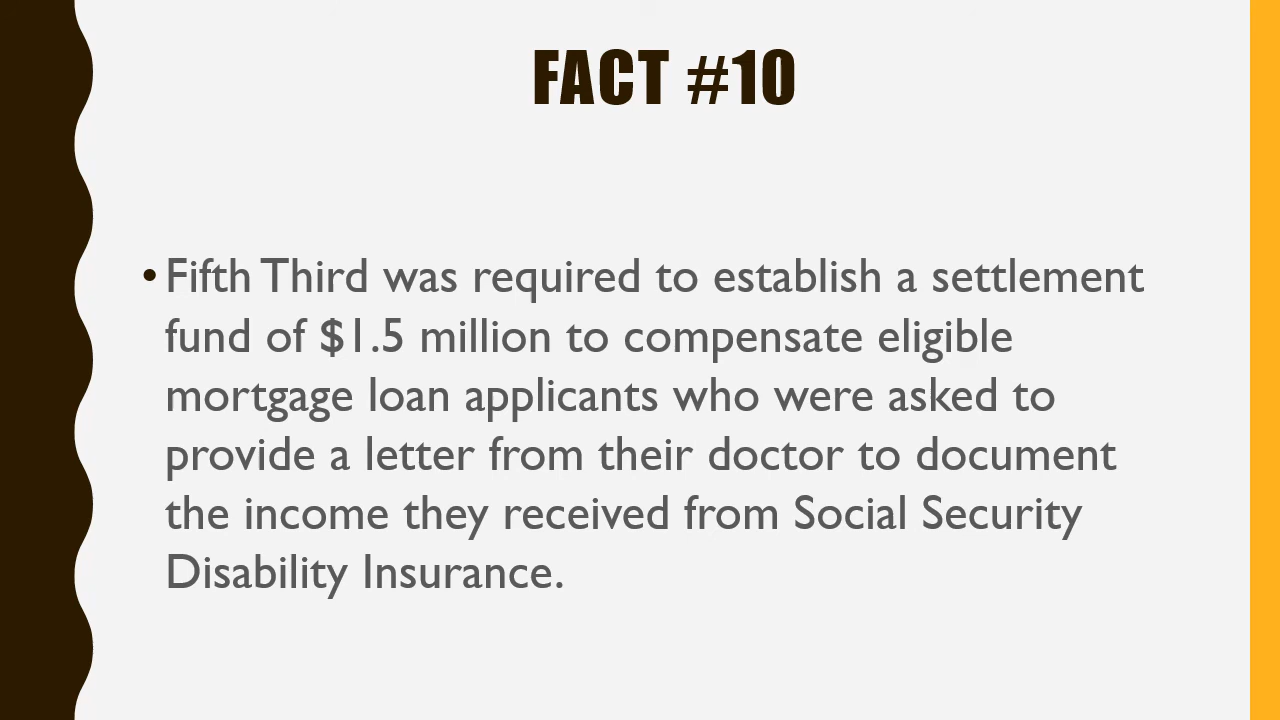 FACT #10
•Fifth Third was required to establish a settlement
fund of $1.5 million to compensate eligible
mortgage loan applicants who were asked to
provide a letter from their doctor to document
the income they received from Social Security
Disability Insurance.